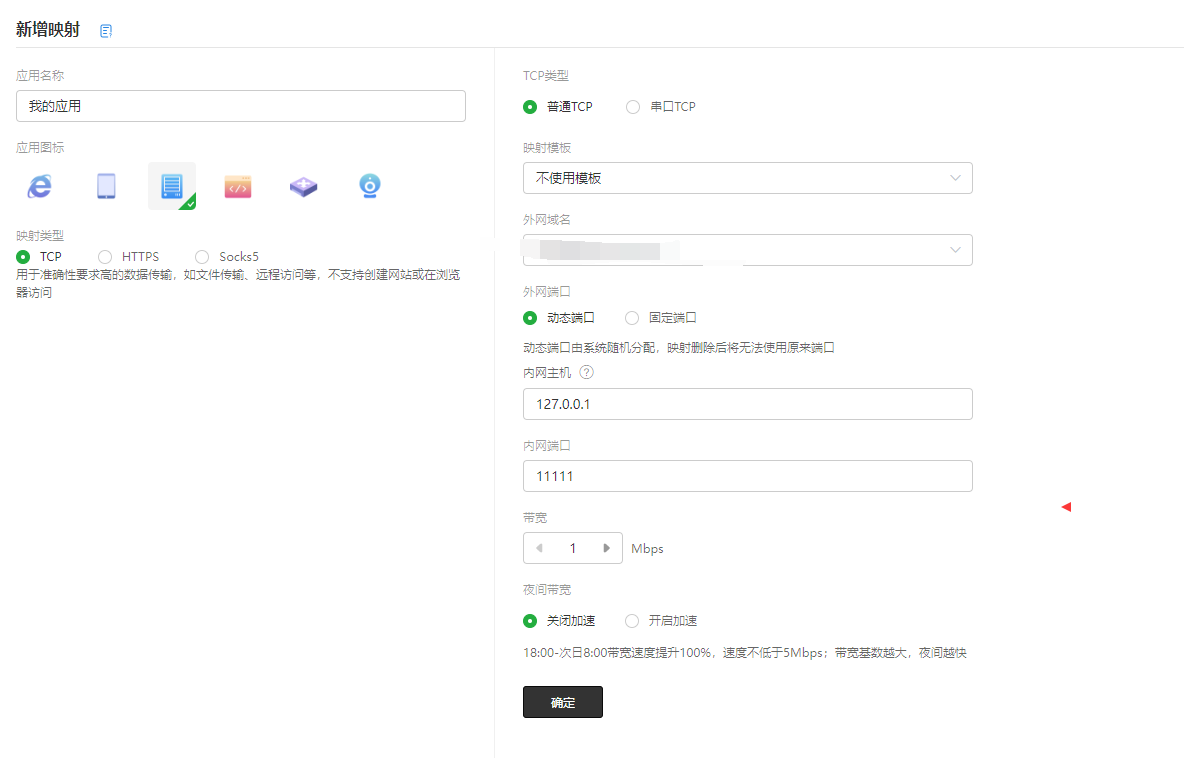 新增映射
应用名称
我的应用
应用图标
映射类型
TCP HTTPS Socks5
用于准确性要求高的数据传输，如文件传输、远程访问等，不支持创建网站或在浏览
器访问
TCP类型
普通TCP 串口TCP
映射模板
不使用模板
外网域名
外网端口
动态端口 固定端口
动态端口由系统随机分配，映射删除后将无法使用原来端口
内网主机 ?
127.0.0.1
内网端口
11111
带宽
1 Mbps
夜间带宽
关闭加速 开启加速
18:00-次日8:00带宽速度提升100%，速度不低于5Mbps；带宽基数越大，夜间越快
确定